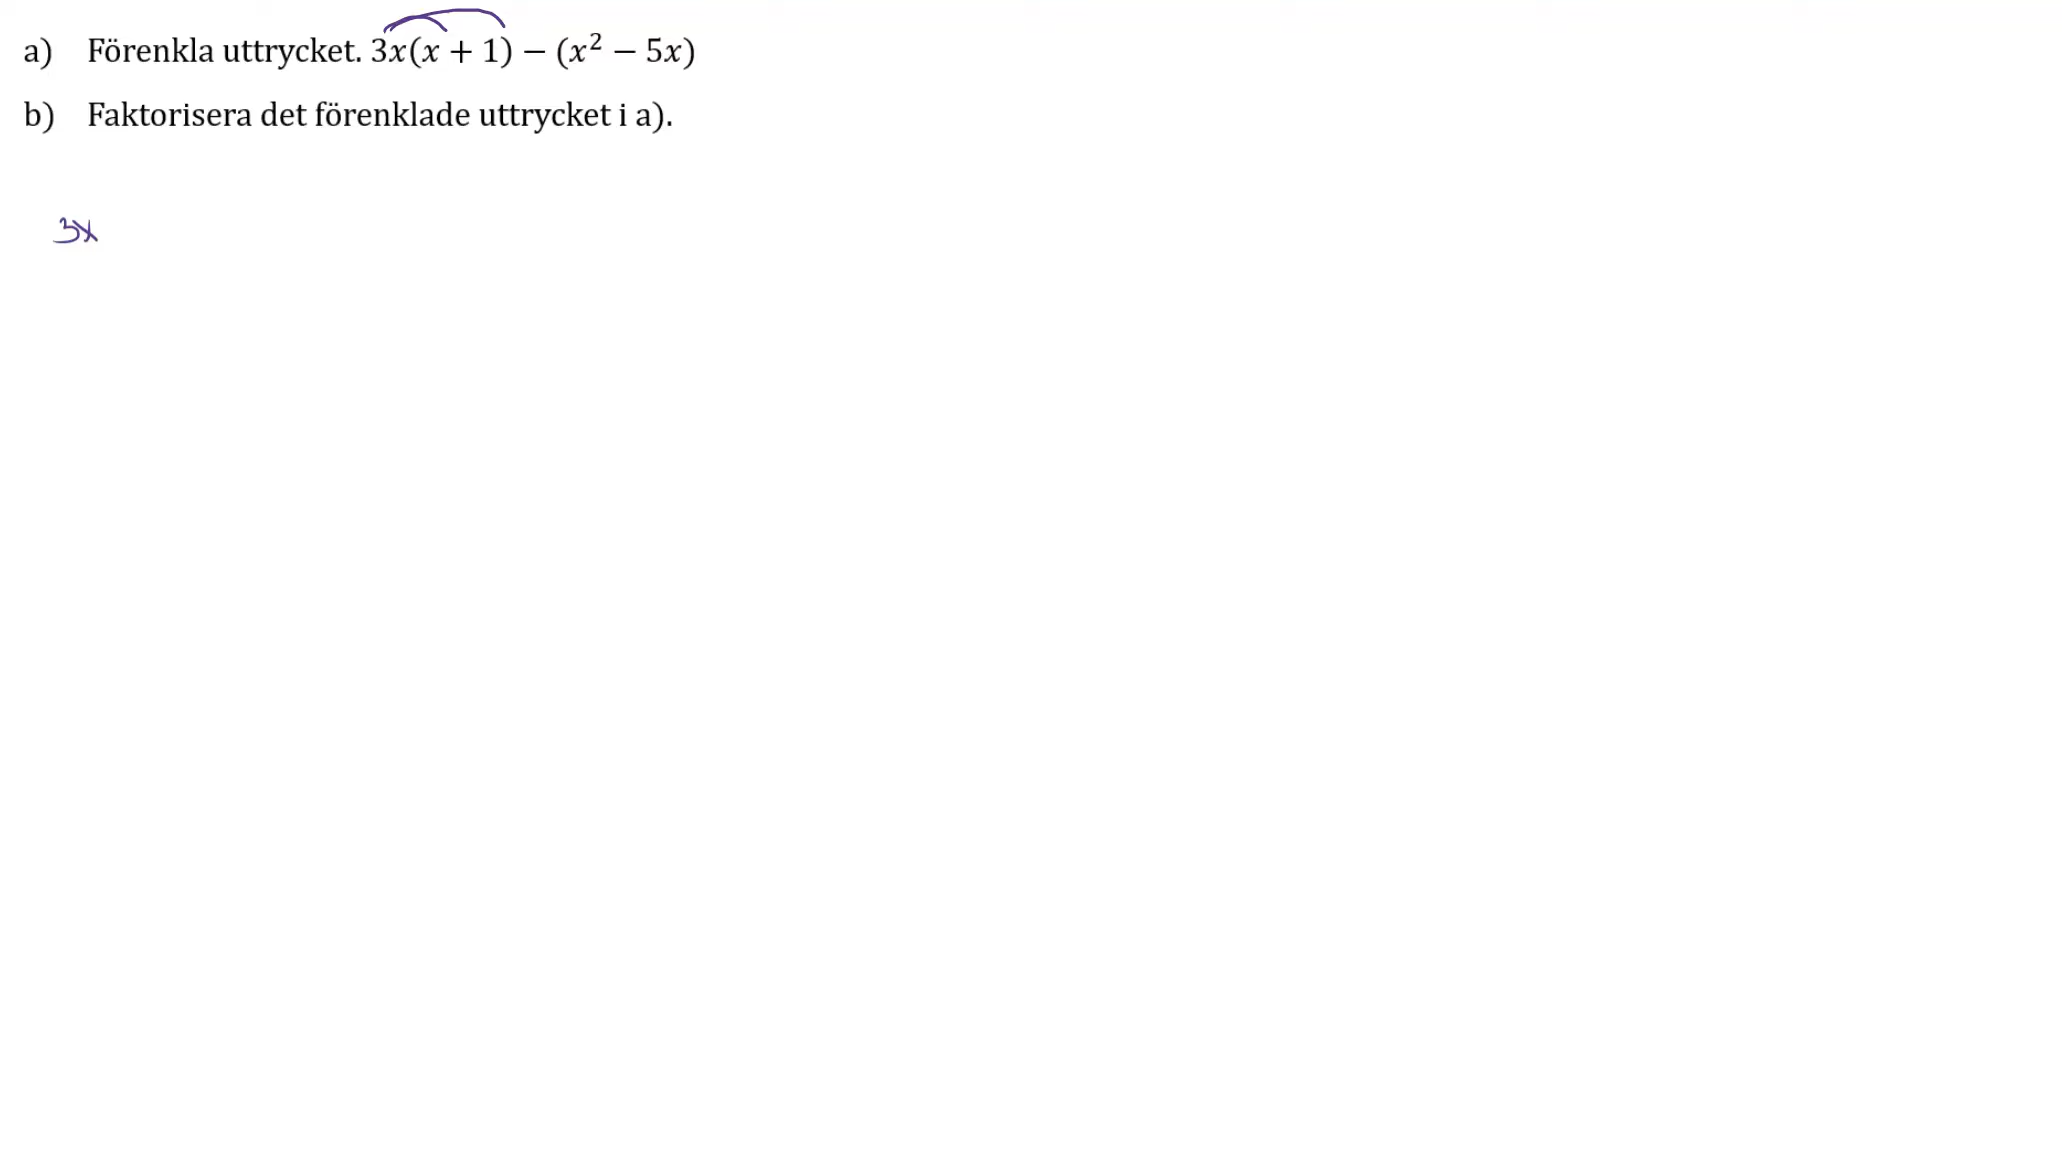 a) Förenkla uttrycket. 3x(x + 1) − (x² − 5x)
b) Faktorisera det förenklade uttrycket i a).
3x